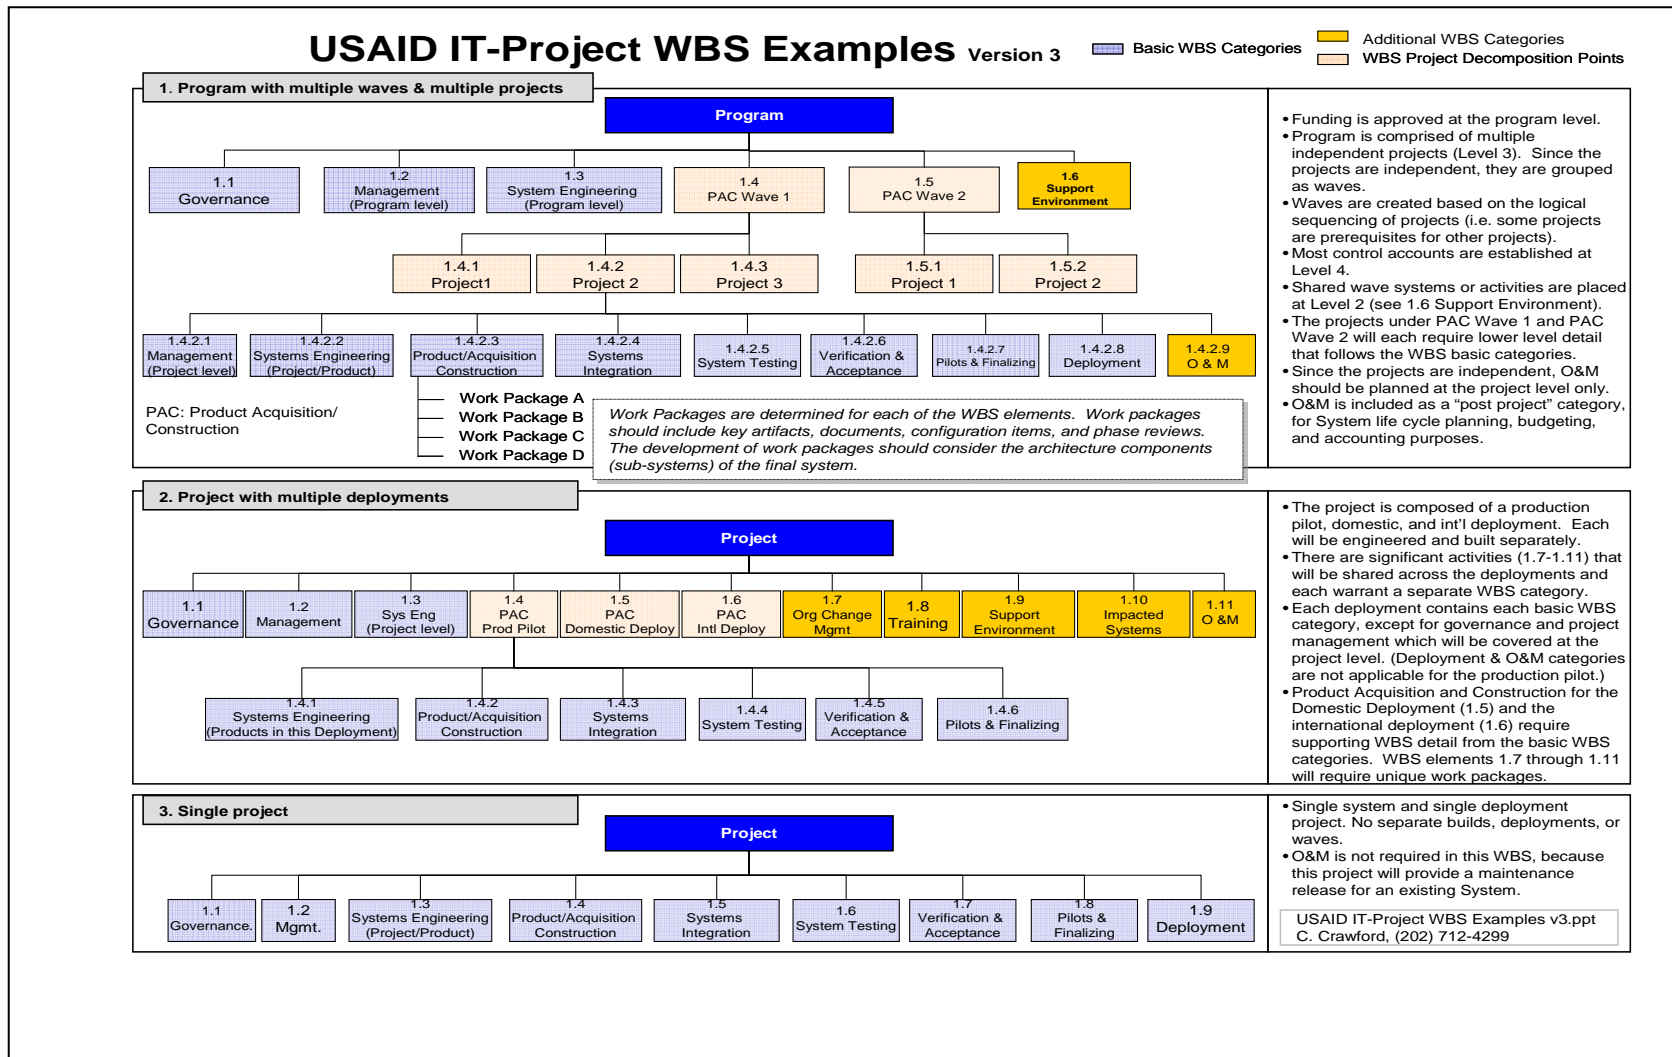 USAID IT-Project WBS Examples Version 3
Basic WBS Categories
Additional WBS Categories
WBS Project Decomposition Points
1. Program with multiple waves & multiple projects
Program
1.1
Governance
1.2
Management
(Program level)
1.3
System Engineering
(Program level)
1.4
PAC Wave 1
1.5
PAC Wave 2
1.6
Support
Environment
1.4.1
Project1
1.4.2
Project 2
1.4.3
Project 3
1.5.1
Project 1
1.5.2
Project 2
1.4.2.1
Management
(Project level)
1.4.2.2
Systems Engineering
(Project/Product)
1.4.2.3
Product/Acquisition
Construction
1.4.2.4
Systems
Integration
1.4.2.5
System Testing
1.4.2.6
Verification &
Acceptance
1.4.2.7
Pilots & Finalizing
1.4.2.8
Deployment
1.4.2.9
O & M
PAC: Product Acquisition/
Construction
Work Package A
Work Package B
Work Package C
Work Package D
Work Packages are determined for each of the WBS elements. Work packages
should include key artifacts, documents, configuration items, and phase reviews.
The development of work packages should consider the architecture components
(sub-systems) of the final system.
•Funding is approved at the program level.
•Program is comprised of multiple
independent projects (Level 3). Since the
projects are independent, they are grouped
as waves.
•Waves are created based on the logical
sequencing of projects (i.e. some projects
are prerequisites for other projects).
•Most control accounts are established at
Level 4.
•Shared wave systems or activities are placed
at Level 2 (see 1.6 Support Environment).
•The projects under PAC Wave 1 and PAC
Wave 2 will each require lower level detail
that follows the WBS basic categories.
•Since the projects are independent, O&M
should be planned at the project level only.
•O&M is included as a “post project” category,
for System life cycle planning, budgeting,
and accounting purposes.
2. Project with multiple deployments
Project
1.1
Governance
1.2
Management
1.3
Sys Eng
(Project level)
1.4
PAC
Prod Pilot
1.5
PAC
Domestic Deploy
1.6
PAC
Intl Deploy
1.7
Org Change
Mgmt
1.8
Training
1.9
Support
Environment
1.10
Impacted
Systems
1.11
O &M
1.4.1
Systems Engineering
(Products in this Deployment)
1.4.2
Product/Acquisition
Construction
1.4.3
Systems
Integration
1.4.4
System Testing
1.4.5
Verification &
Acceptance
1.4.6
Pilots & Finalizing
•The project is composed of a production
pilot, domestic, and int’l deployment. Each
will be engineered and built separately.
•There are significant activities (1.7-1.11) that
will be shared across the deployments and
each warrant a separate WBS category.
•Each deployment contains each basic WBS
category, except for governance and project
management which will be covered at the
project level. (Deployment & O&M categories
are not applicable for the production pilot.)
•Product Acquisition and Construction for the
Domestic Deployment (1.5) and the
international deployment (1.6) require
supporting WBS detail from the basic WBS
categories. WBS elements 1.7 through 1.11
will require unique work packages.
3. Single project
Project
1.1
Governance.
1.2
Mgmt.
1.3
Systems Engineering
(Project/Product)
1.4
Product/Acquisition
Construction
1.5
Systems
Integration
1.6
System Testing
1.7
Verification &
Acceptance
1.8
Pilots &
Finalizing
1.9
Deployment
•Single system and single deployment
project. No separate builds, deployments, or
waves.
•O&M is not required in this WBS, because
this project will provide a maintenance
release for an existing System.
USAID IT-Project WBS Examples v3.ppt
C. Crawford, (202) 712-4299